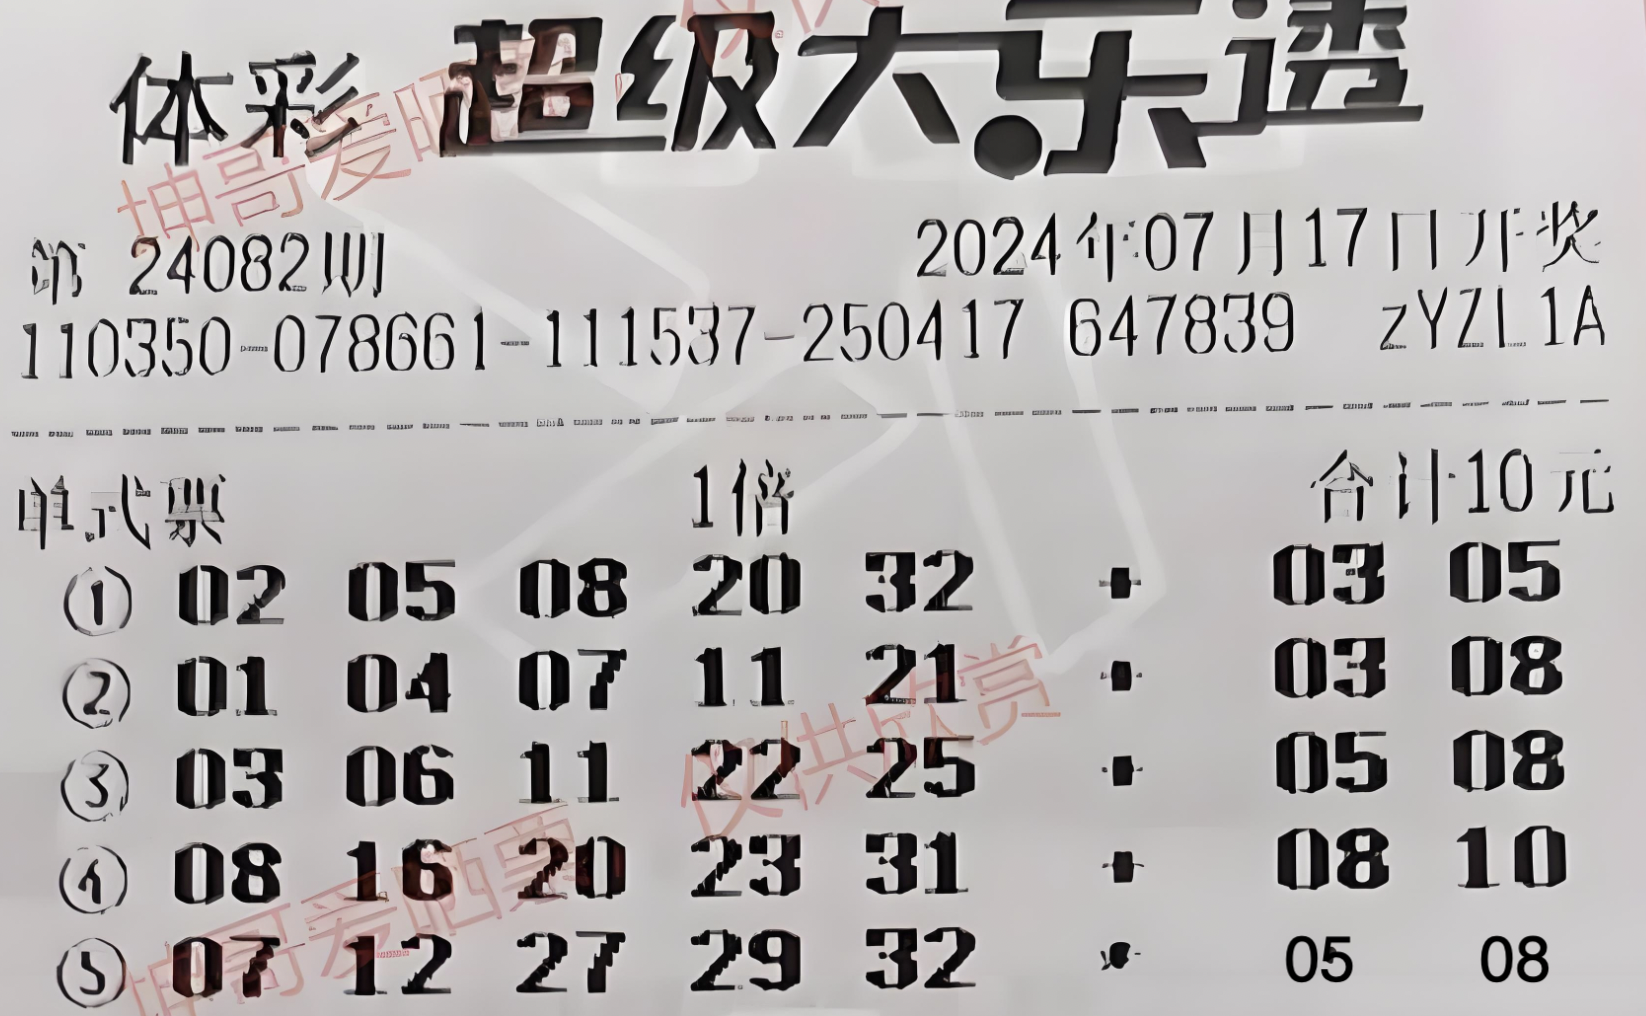 体彩 超级大乐透
第 24082期 2024年07月17日开奖
110350-078661-111537-250417 647839 zYZL1A
单式票 1倍 合计10元
① 02 05 08 20 32 + 03 05
② 01 04 07 11 21 + 03 08
③ 03 06 11 22 25 + 05 08
④ 08 16 20 23 31 + 08 10
⑤ 07 12 27 29 32 + 05 08
坤哥爱晒
仅供欣赏
坤哥爱晒